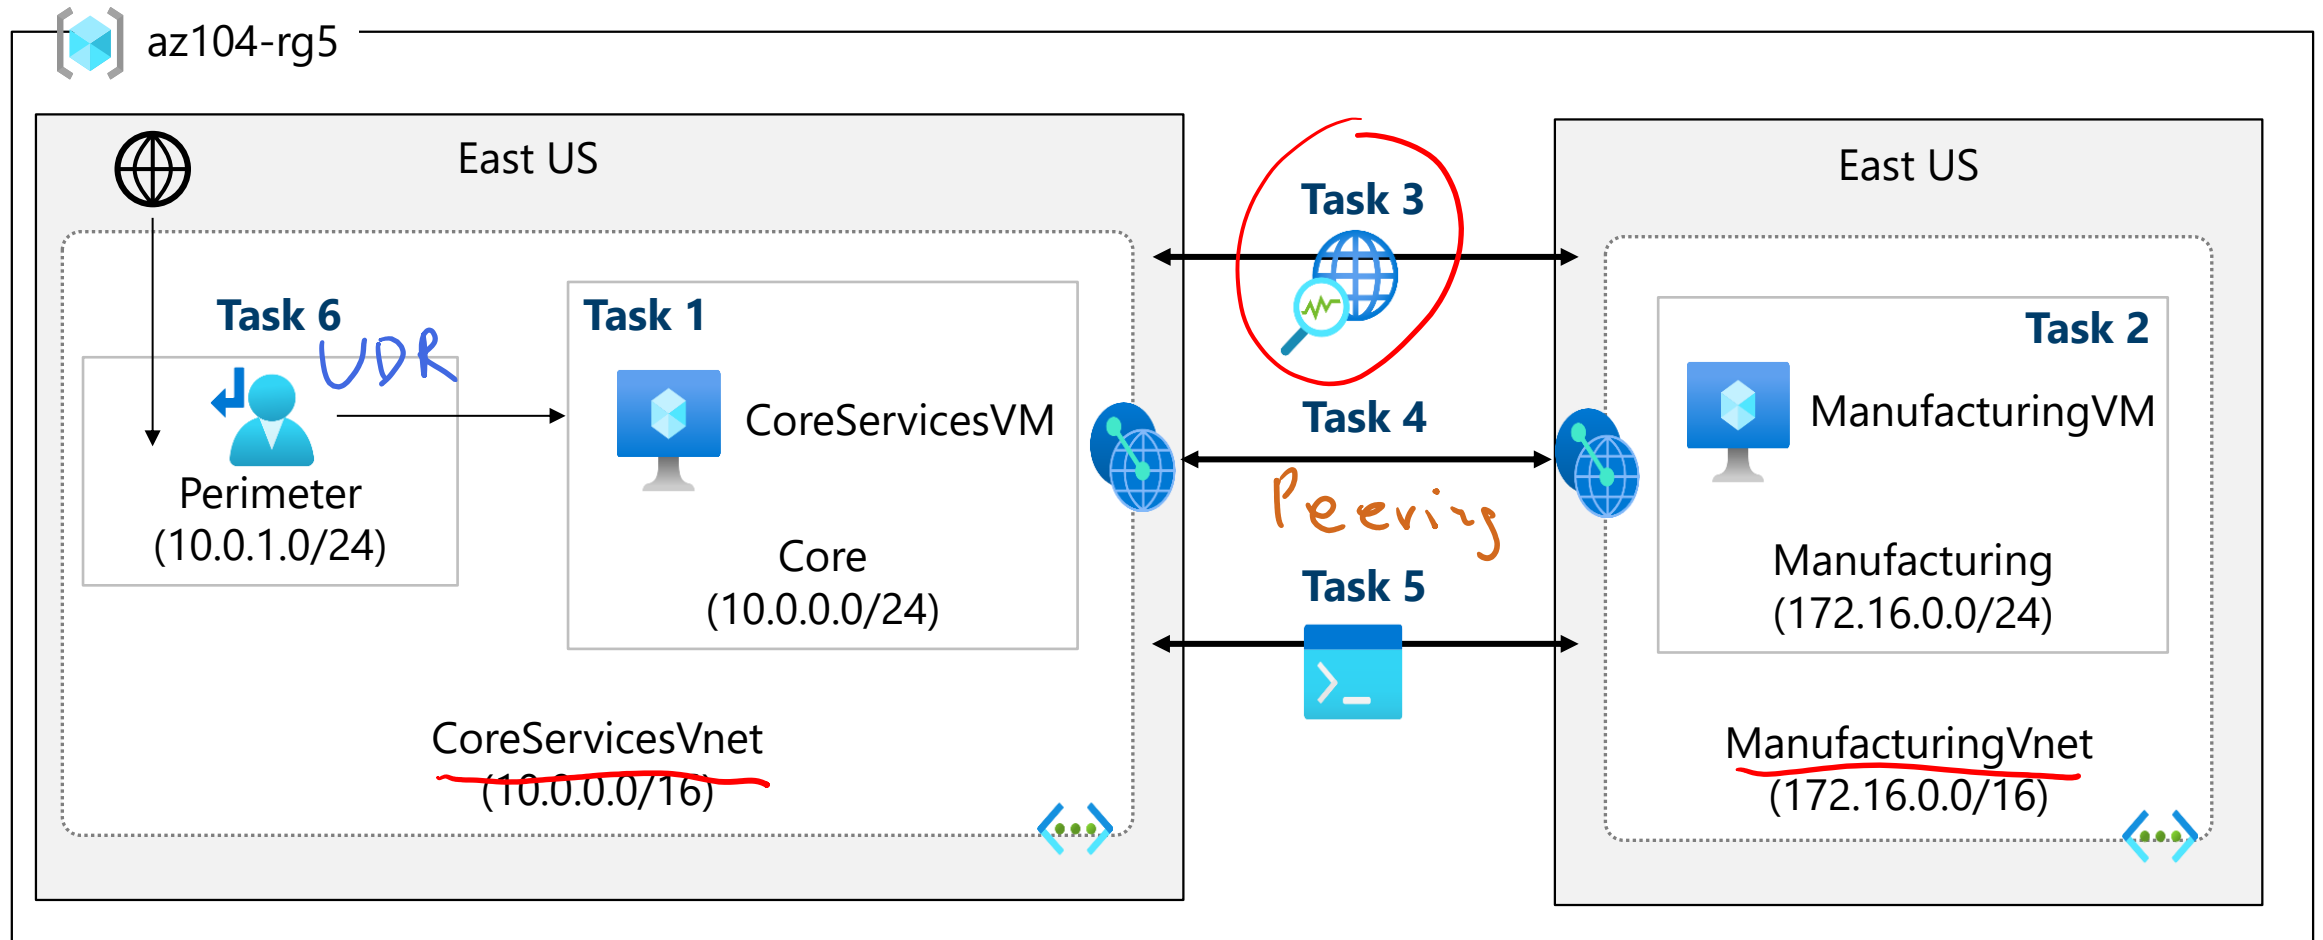 az104-rg5
East US
Task 6
UDR
Perimeter
(10.0.1.0/24)
Task 1
CoreServicesVM
Core
(10.0.0.0/24)
CoreServicesVnet
(10.0.0.0/16)
Task 3
Task 4
Peering
Task 5
>_
East US
Task 2
ManufacturingVM
Manufacturing
(172.16.0.0/24)
ManufacturingVnet
(172.16.0.0/16)